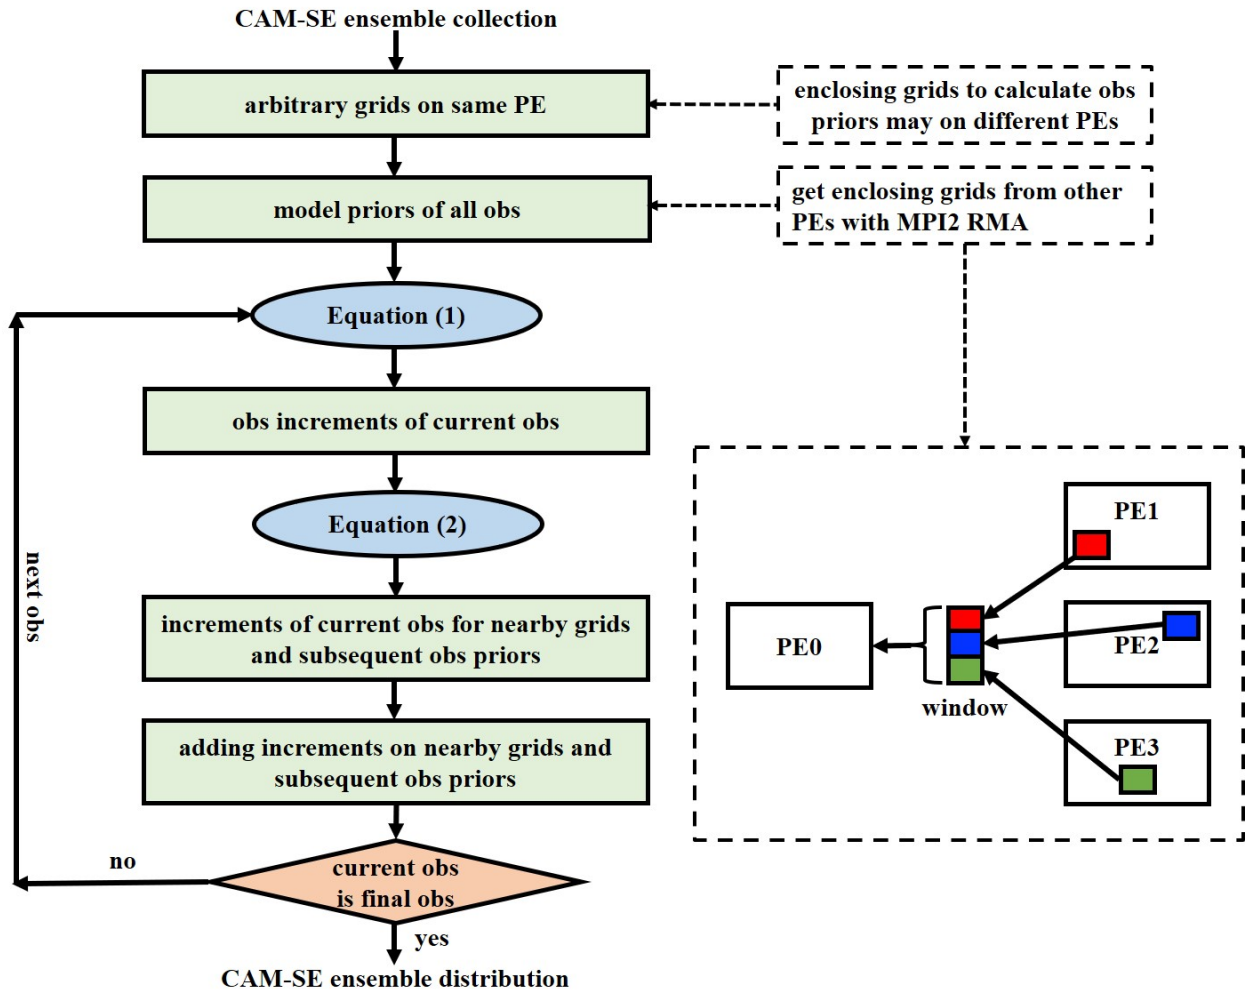 CAM-SE ensemble collection
arbitrary grids on same PE
enclosing grids to calculate obs
priors may on different PEs
model priors of all obs
get enclosing grids from other
PEs with MPI2 RMA
Equation (1)
obs increments of current obs
Equation (2)
next obs
increments of current obs for nearby grids
and subsequent obs priors
adding increments on nearby grids and
subsequent obs priors
no
current obs
is final obs
yes
CAM-SE ensemble distribution
PE1
PE0
PE2
window
PE3